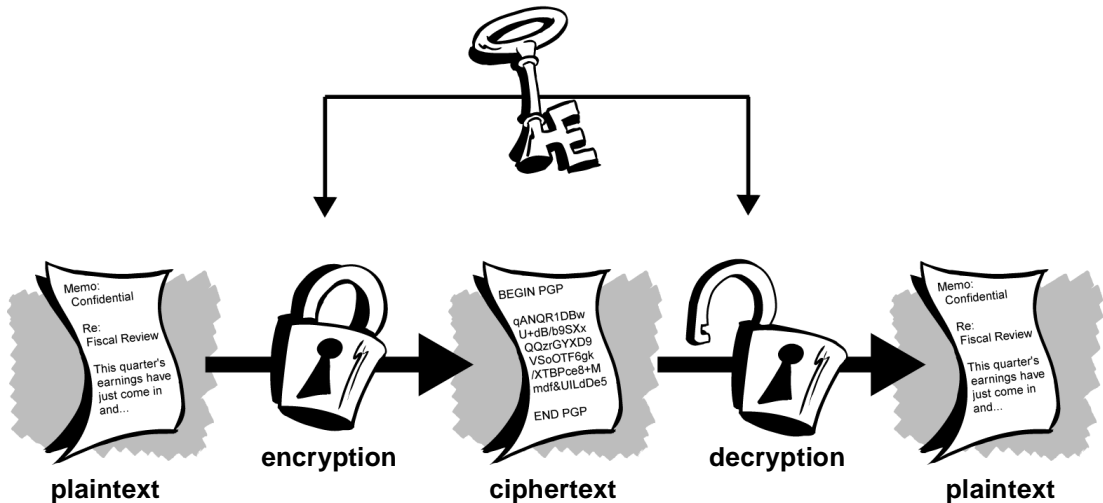 Memo:
Confidential
Re:
Fiscal Review
This quarter's
earnings have
just come in
and...
BEGIN PGP
qANQR1DBw
U+dB/b9SXx
QQzrGYXD9
VSoOTF6gk
/XTBPce8+M
mdf&UILdDe5
END PGP
Memo:
Confidential
Re:
Fiscal Review
This quarter's
earnings have
just come in
and...
encryption
decryption
plaintext
ciphertext
plaintext